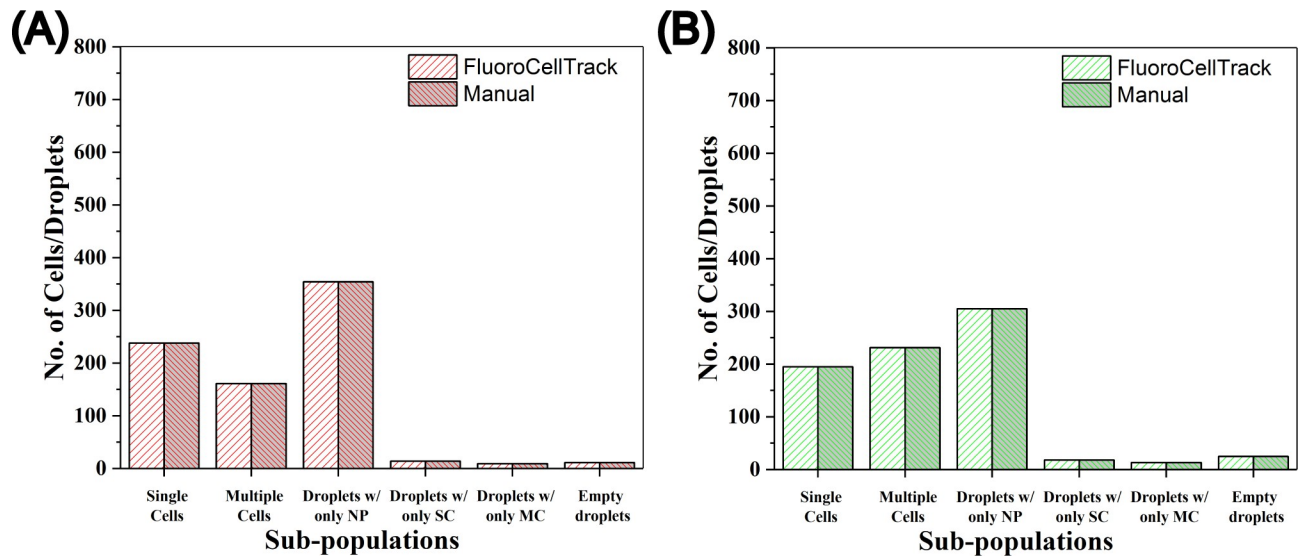 (A)
800
700
600
500
400
300
200
100
0
No. of Cells/Droplets
FluoroCellTrack
Manual
Single
Cells
Multiple
Cells
Droplets w/
only NP
Droplets w/
only SC
Droplets w/
only MC
Empty
droplets
Sub-populations
(B)
800
700
600
500
400
300
200
100
0
No. of Cells/Droplets
FluoroCellTrack
Manual
Single
Cells
Multiple
Cells
Droplets w/
only NP
Droplets w/
only SC
Droplets w/
only MC
Empty
droplets
Sub-populations